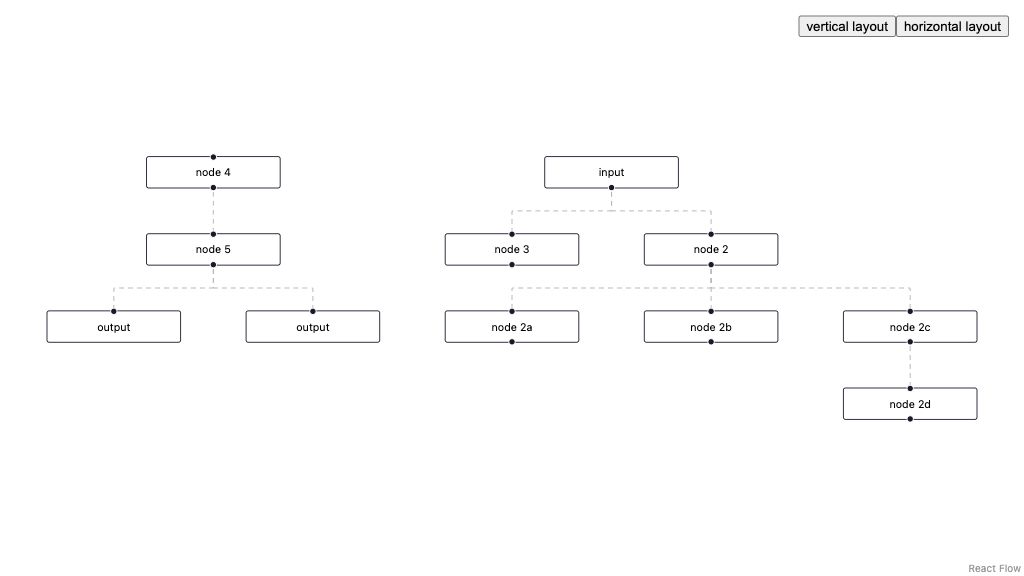 vertical layout horizontal layout
node 4
input
node 5
node 3
node 2
output
output
node 2a
node 2b
node 2c
node 2d
React Flow